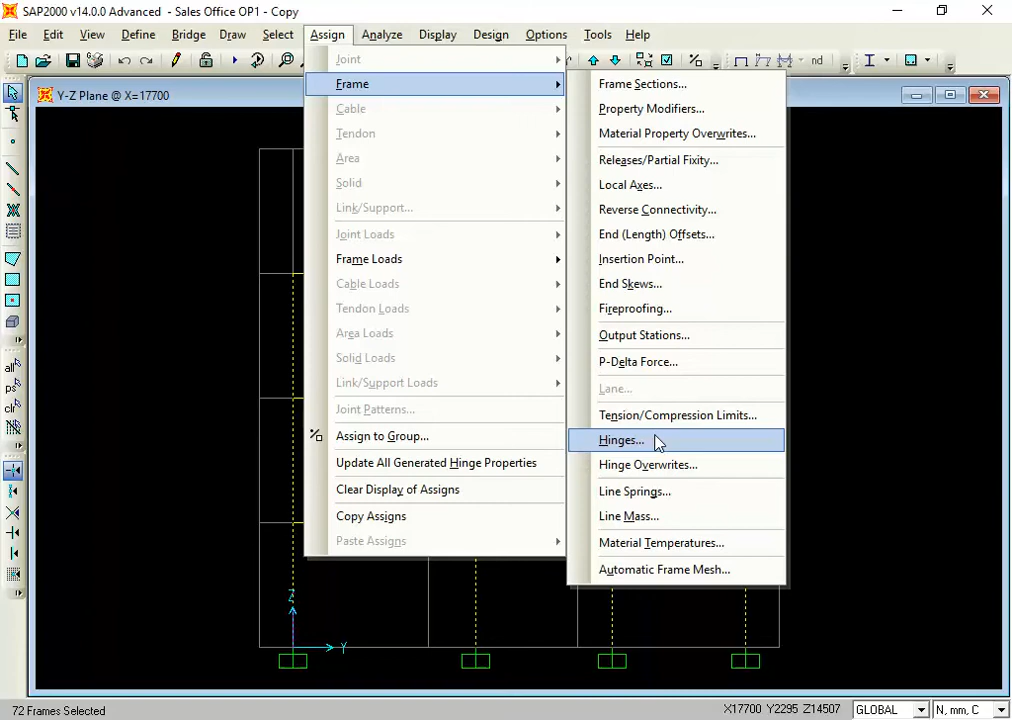 SAP2000 v14.0.0 Advanced - Sales Office OP1 - Copy
File Edit View Define Bridge Draw Select Assign Analyze Display Design Options Tools Help
nd
Y-Z Plane @ X=17700
Joint
Frame
Cable
Tendon
Area
Solid
Link/Support...
Joint Loads
Frame Loads
Cable Loads
Tendon Loads
Area Loads
Solid Loads
Link/Support Loads
Joint Patterns...
Assign to Group...
Update All Generated Hinge Properties
Clear Display of Assigns
Copy Assigns
Paste Assigns
Frame Sections...
Property Modifiers...
Material Property Overwrites...
Releases/Partial Fixity...
Local Axes...
Reverse Connectivity...
End (Length) Offsets...
Insertion Point...
End Skews...
Fireproofing...
Output Stations...
P-Delta Force...
Lane...
Tension/Compression Limits...
Hinges...
Hinge Overwrites...
Line Springs...
Line Mass...
Material Temperatures...
Automatic Frame Mesh...
all
ps
clr
Z
Y
72 Frames Selected
X17700 Y2295 Z14507
GLOBAL
N, mm, C